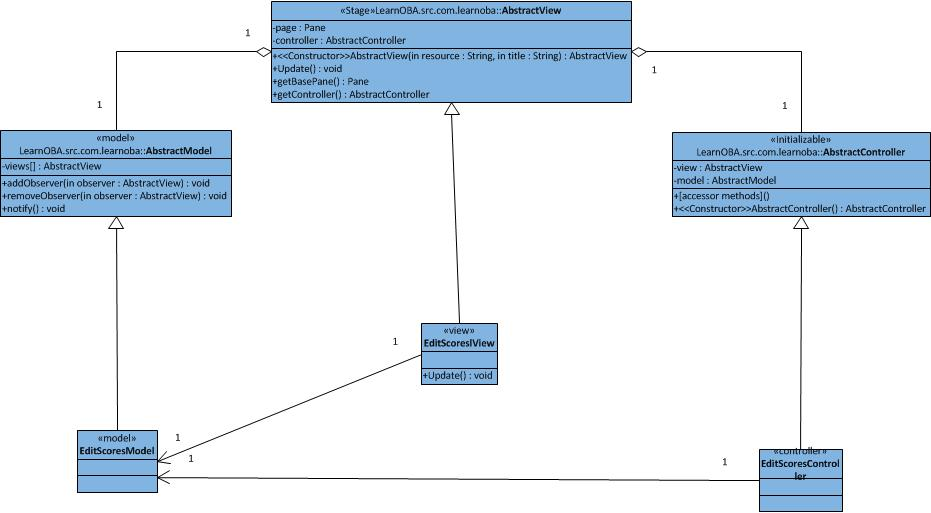 «Stage»LearnOBA.src.com.learnoba::AbstractView
-page : Pane
-controller : AbstractController
+<<Constructor>>AbstractView(in resource : String, in title : String) : AbstractView
+Update() : void
+getBasePane() : Pane
+getController() : AbstractController
1
1
1
1
«model»
LearnOBA.src.com.learnoba::AbstractModel
-views[] : AbstractView
+addObserver(in observer : AbstractView) : void
+removeObserver(in observer : AbstractView) : void
+notify() : void
«Initializable»
LearnOBA.src.com.learnoba::AbstractController
-view : AbstractView
-model : AbstractModel
+[accessor methods]()
+<<Constructor>>AbstractController() : AbstractController
«view»
EditScoreslView
+Update() : void
1
1
1
1
«model»
EditScoresModel
«controller»
EditScoresControl
ler